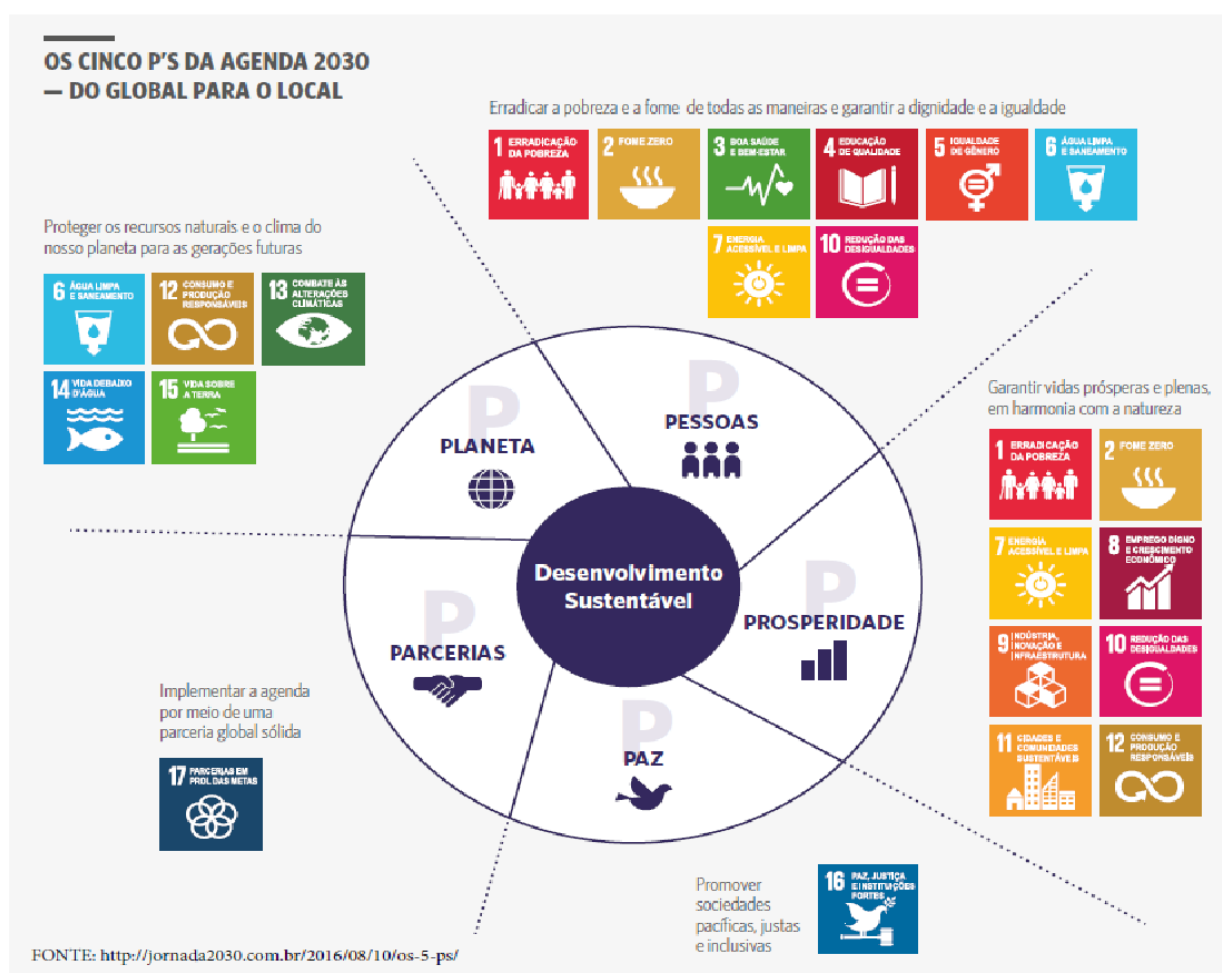 OS CINCO P'S DA AGENDA 2030
— DO GLOBAL PARA O LOCAL
Erradicar a pobreza e a fome de todas as maneiras e garantir a dignidade e a igualdade
1 ERRADICAÇÃO
DA POBREZA
2 FOME ZERO
3 BOA SAÚDE
E BEM-ESTAR
4 EDUCAÇÃO
DE QUALIDADE
5 IGUALDADE
DE GÊNERO
6 ÁGUA LIMPA
E SANEAMENTO
7 ENERGIA
ACESSÍVEL E LIMPA
10 REDUÇÃO DAS
DESIGUALDADES
Proteger os recursos naturais e o clima do
nosso planeta para as gerações futuras
6 ÁGUA LIMPA
E SANEAMENTO
12 CONSUMO E
PRODUÇÃO
RESPONSÁVEIS
13 COMBATE ÀS
ALTERAÇÕES
CLIMÁTICAS
14 VIDA DEBAIXO
D'ÁGUA
15 VIDA SOBRE
A TERRA
P
PLANETA
P
PESSOAS
Garantir vidas prósperas e plenas,
em harmonia com a natureza
1 ERRADICAÇÃO
DA POBREZA
2 FOME ZERO
7 ENERGIA
ACESSÍVEL E LIMPA
8 EMPREGO DIGNO
E CRESCIMENTO
ECONÔMICO
9 INDÚSTRIA,
INOVAÇÃO E
INFRAESTRUTURA
10 REDUÇÃO DAS
DESIGUALDADES
11 CIDADES E
COMUNIDADES
SUSTENTÁVEIS
12 CONSUMO E
PRODUÇÃO
RESPONSÁVEIS
Desenvolvimento
Sustentável
P
PROSPERIDADE
P
PARCERIAS
P
PAZ
Implementar a agenda
por meio de uma
parceria global sólida
17 PARCERIAS EM
PROL DAS METAS
Promover
sociedades
pacíficas, justas
e inclusivas
16 PAZ, JUSTIÇA
E INSTITUIÇÕES
FORTES
FONTE: http://jornada2030.com.br/2016/08/10/os-5-ps/